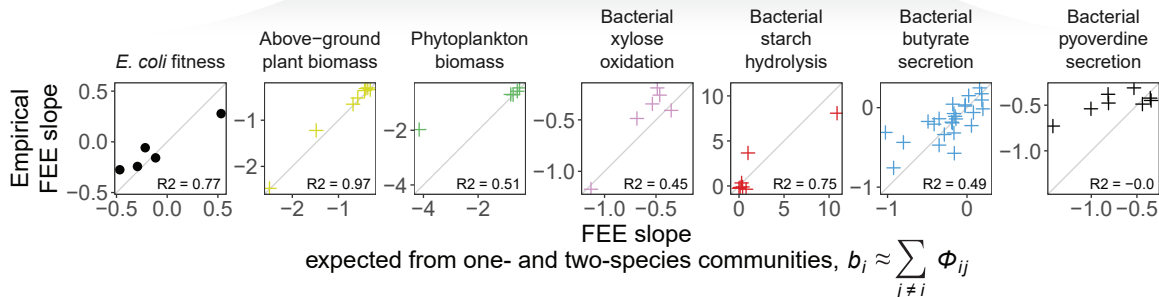 E. coli fitness
Above−ground
plant biomass
Phytoplankton
biomass
Bacterial
xylose
oxidation
Bacterial
starch
hydrolysis
Bacterial
butyrate
secretion
Bacterial
pyoverdine
secretion
Empirical
FEE slope
0.5
0.0
−0.5
R2 = 0.77
−0.5 0.0 0.5
−1
−2
R2 = 0.97
−2 −1
−2
−4
R2 = 0.51
−4 −2
−0.5
−1.0
R2 = 0.45
−1.0 −0.5
10
5
0
R2 = 0.75
0 5 10
0
−1
R2 = 0.49
−1 0
−0.5
−1.0
R2 = −0.0
−1.0 −0.5
FEE slope
expected from one- and two-species communities, b_i ≈ ∑_{j ≠ i} Φ_{ij}